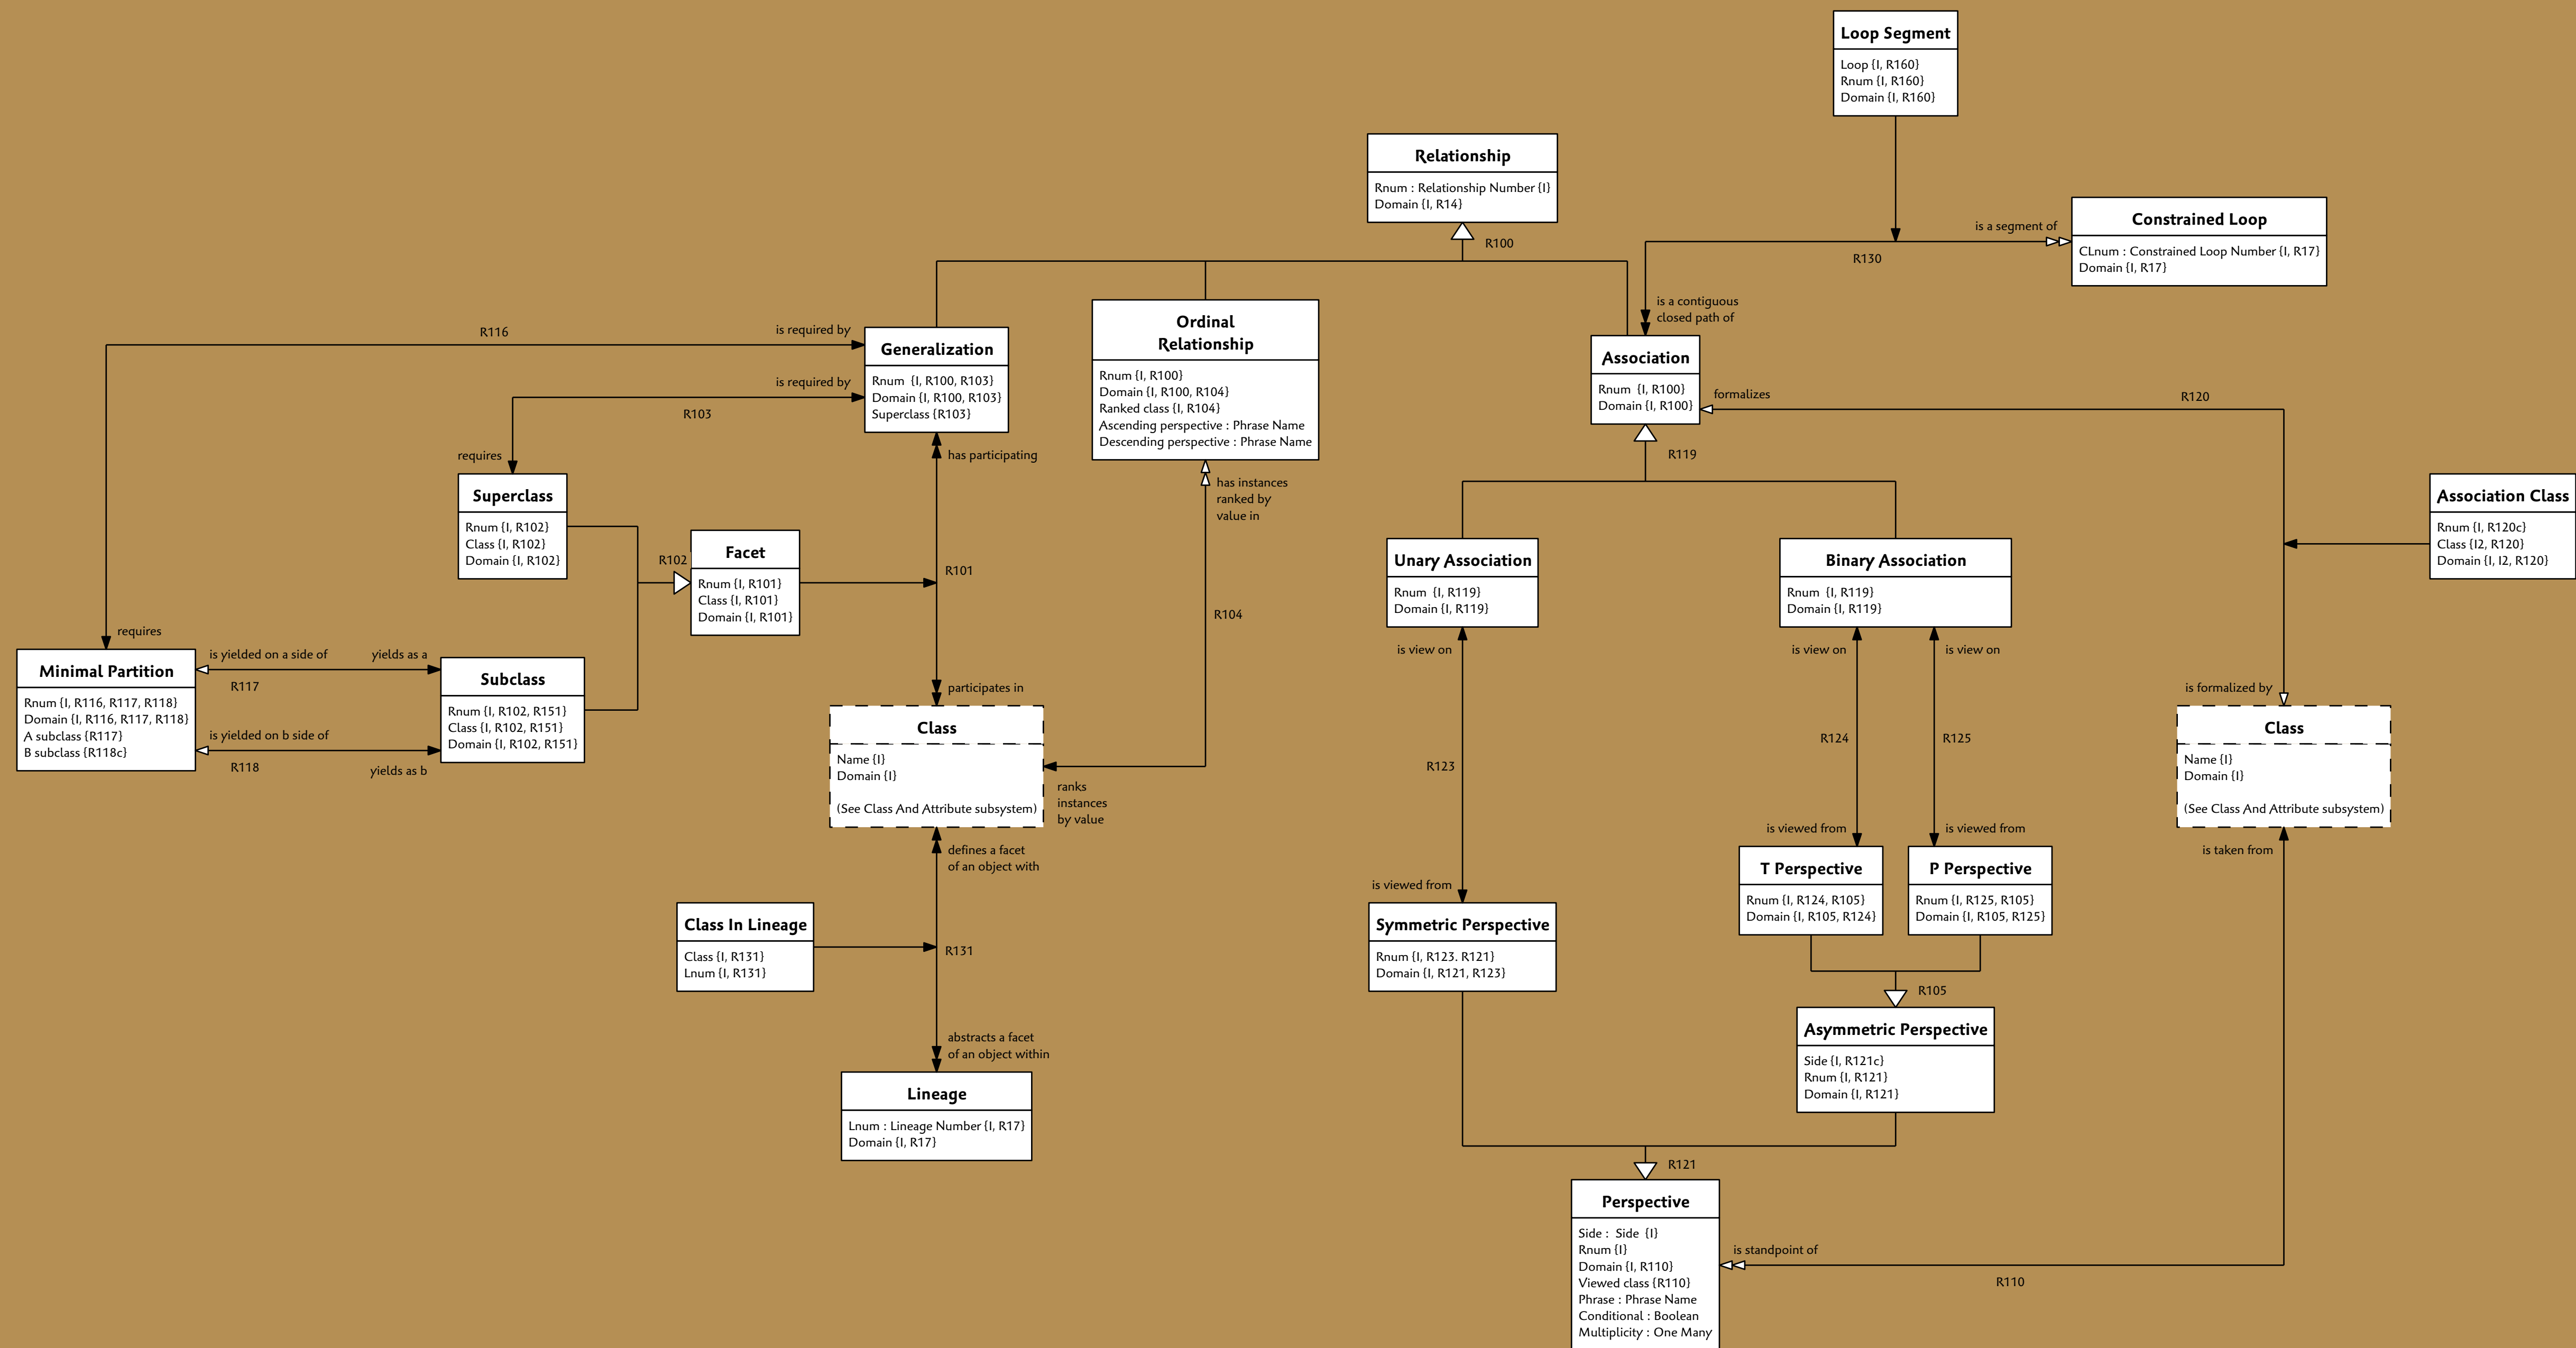 Loop Segment
Loop {I, R160}
Rnum {I, R160}
Domain {I, R160}
Relationship
Rnum : Relationship Number {I}
Domain {I, R14}
R100
Constrained Loop
CLnum : Constrained Loop Number {I, R17}
Domain {I, R17}
is a segment of
R130
is a contiguous
closed path of
R116
is required by
Generalization
Rnum  {I, R100, R103}
Domain {I, R100, R103}
Superclass {R103}
is required by
R103
requires
has participating
Ordinal
Relationship
Rnum {I, R100}
Domain {I, R100, R104}
Ranked class {I, R104}
Ascending perspective : Phrase Name
Descending perspective : Phrase Name
has instances
ranked by
value in
R104
Association
Rnum  {I, R100}
Domain {I, R100}
formalizes
R120
R119
Association Class
Rnum {I, R120c}
Class {I2, R120}
Domain {I, I2, R120}
Superclass
Rnum {I, R102}
Class {I, R102}
Domain {I, R102}
R102
Facet
Rnum {I, R101}
Class {I, R101}
Domain {I, R101}
R101
Unary Association
Rnum  {I, R119}
Domain {I, R119}
is view on
Binary Association
Rnum  {I, R119}
Domain {I, R119}
is view on
is view on
requires
Minimal Partition
Rnum {I, R116, R117, R118}
Domain {I, R116, R117, R118}
A subclass {R117}
B subclass {R118c}
is yielded on a side of
yields as a
R117
is yielded on b side of
R118
yields as b
Subclass
Rnum {I, R102, R151}
Class {I, R102, R151}
Domain {I, R102, R151}
participates in
Class
Name {I}
Domain {I}
(See Class And Attribute subsystem)
ranks
instances
by value
R123
R124
R125
is formalized by
Class
Name {I}
Domain {I}
(See Class And Attribute subsystem)
is taken from
defines a facet
of an object with
Class In Lineage
Class {I, R131}
Lnum {I, R131}
R131
abstracts a facet
of an object within
Lineage
Lnum : Lineage Number {I, R17}
Domain {I, R17}
is viewed from
Symmetric Perspective
Rnum {I, R123. R121}
Domain {I, R121, R123}
is viewed from
is viewed from
T Perspective
Rnum {I, R124, R105}
Domain {I, R105, R124}
P Perspective
Rnum {I, R125, R105}
Domain {I, R105, R125}
R105
Asymmetric Perspective
Side {I, R121c}
Rnum {I, R121}
Domain {I, R121}
R121
Perspective
Side :  Side  {I}
Rnum {I}
Domain {I, R110}
Viewed class {R110}
Phrase : Phrase Name
Conditional : Boolean
Multiplicity : One Many
is standpoint of
R110